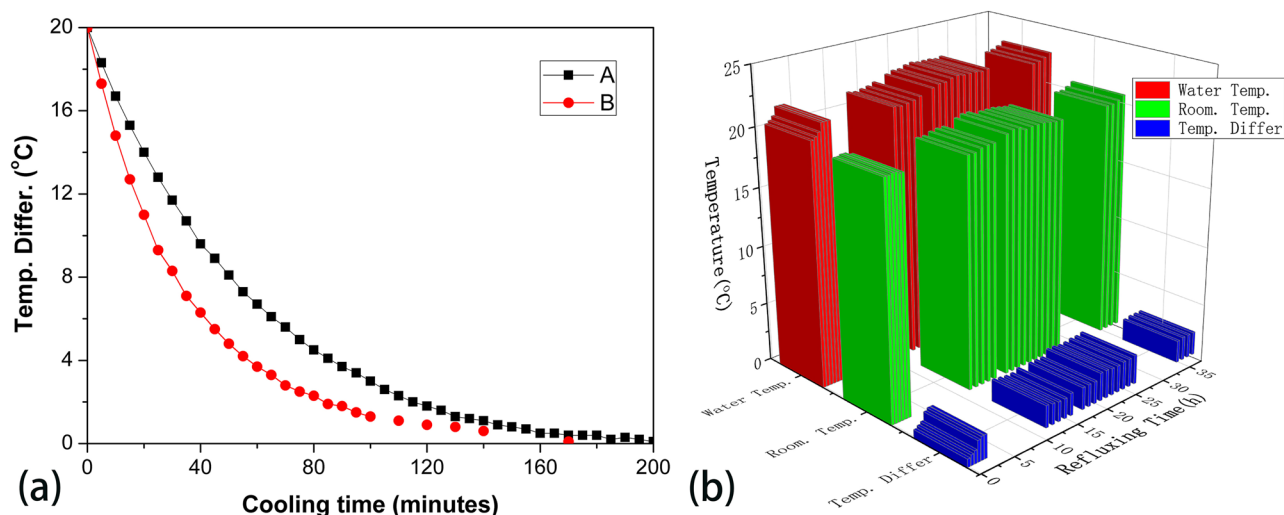 20
16
12
8
4
0
Temp. Differ. (°C)
A
B
0
40
80
120
160
200
Cooling time (minutes)
(a)
25
20
15
10
5
0
Temperature(°C)
Water Temp.
Room. Temp.
Temp. Differ
Water Temp.
Room. Temp.
Temp. Differ
0
5
10
15
20
25
30
35
Refluxing Time(h)
(b)